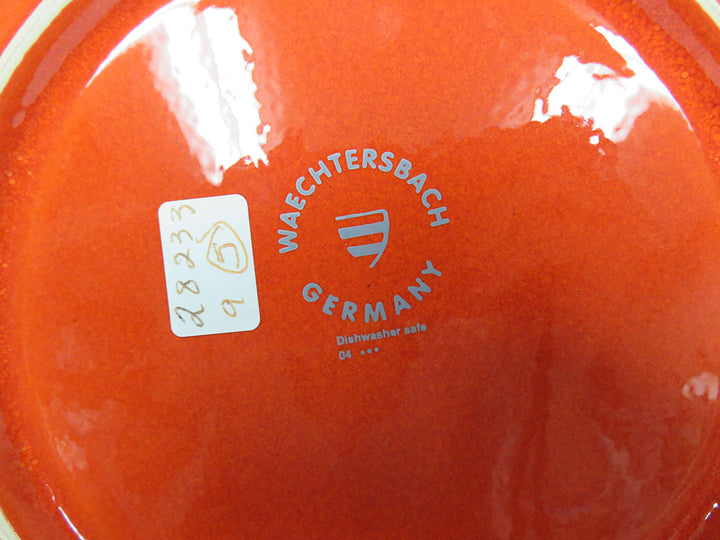 WAECHTERSBACH
GERMANY
Dishwasher safe
04 •••
28233
9 5